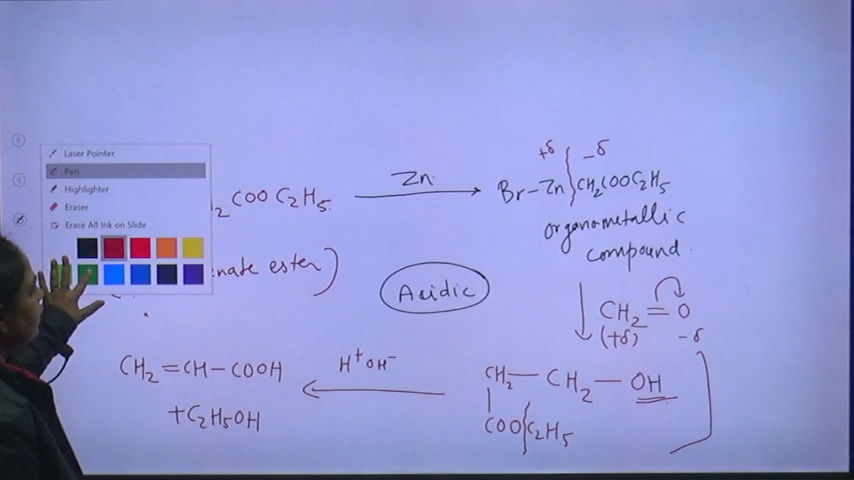 Laser Pointer
Pen
Highlighter
Eraser
Erase All Ink on Slide
2COOC2H5
Zn
+δ -δ
Br-Zn CH2COOC2H5
organometallic
compound.
nate ester)
Acidic
CH2=O
(+δ) -δ
CH2=CH-COOH
H+OH-
CH2-CH2-OH
+C2H5OH
COOC2H5